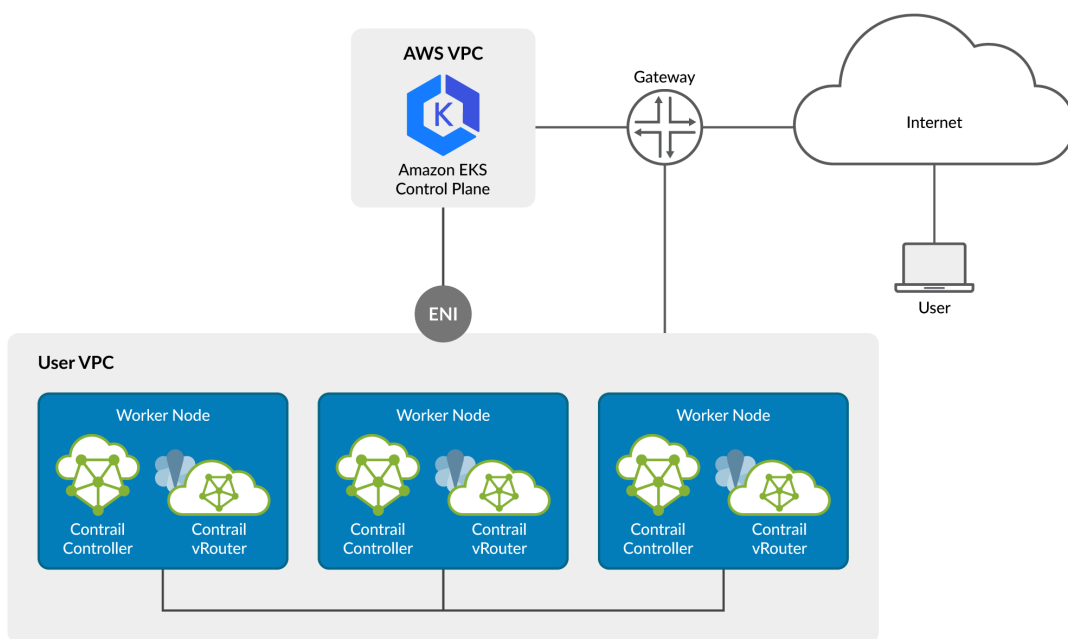 AWS VPC
K
Amazon EKS
Control Plane
Gateway
Internet
User
ENI
User VPC
Worker Node
Contrail
Controller
Contrail
vRouter
Worker Node
Contrail
Controller
Contrail
vRouter
Worker Node
Contrail
Controller
Contrail
vRouter